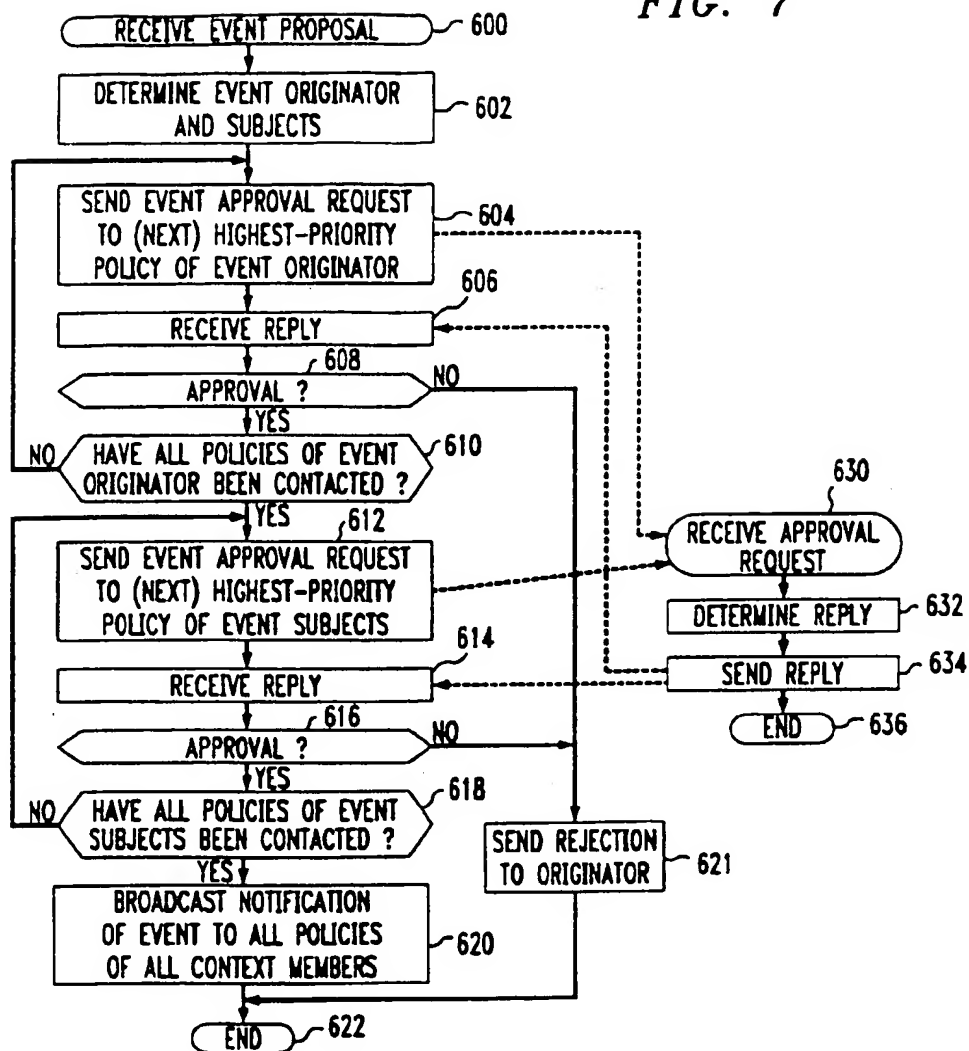 FIG. 7
RECEIVE EVENT PROPOSAL
600
DETERMINE EVENT ORIGINATOR
AND SUBJECTS
602
SEND EVENT APPROVAL REQUEST
TO (NEXT) HIGHEST-PRIORITY
POLICY OF EVENT ORIGINATOR
604
606
RECEIVE REPLY
608
APPROVAL ?
NO
YES
NO
HAVE ALL POLICIES OF EVENT
ORIGINATOR BEEN CONTACTED ?
610
YES
612
SEND EVENT APPROVAL REQUEST
TO (NEXT) HIGHEST-PRIORITY
POLICY OF EVENT SUBJECTS
614
RECEIVE REPLY
616
APPROVAL ?
NO
YES
NO
HAVE ALL POLICIES OF EVENT
SUBJECTS BEEN CONTACTED ?
618
YES
BROADCAST NOTIFICATION
OF EVENT TO ALL POLICIES
OF ALL CONTEXT MEMBERS
620
SEND REJECTION
TO ORIGINATOR
621
END
622
630
RECEIVE APPROVAL
REQUEST
DETERMINE REPLY
632
SEND REPLY
634
END
636